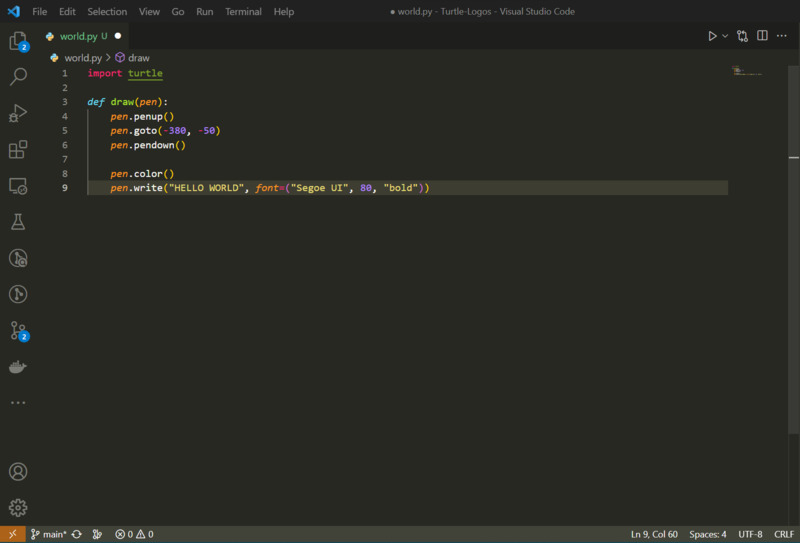 File Edit Selection View Go Run Terminal Help ● world.py - Turtle-Logos - Visual Studio Code
world.py U ●
world.py > draw
1 import turtle
2
3 def draw(pen):
4 pen.penup()
5 pen.goto(-380, -50)
6 pen.pendown()
7
8 pen.color()
9 pen.write("HELLO WORLD", font=("Segoe UI", 80, "bold"))
2
2
main* 0 0 Ln 9, Col 60 Spaces: 4 UTF-8 CRLF